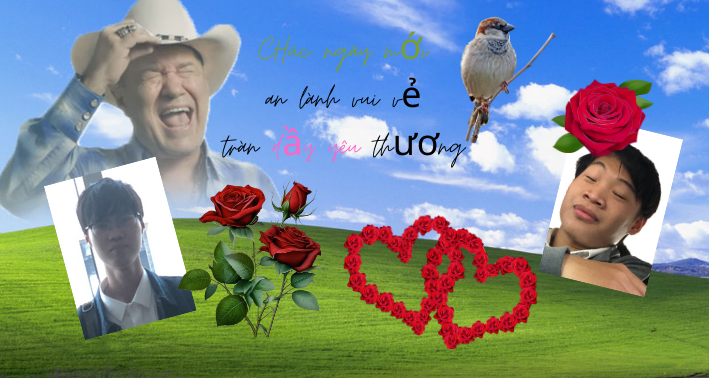 Chúc ngày mới
an lành vui vẻ
tràn đầy yêu thương